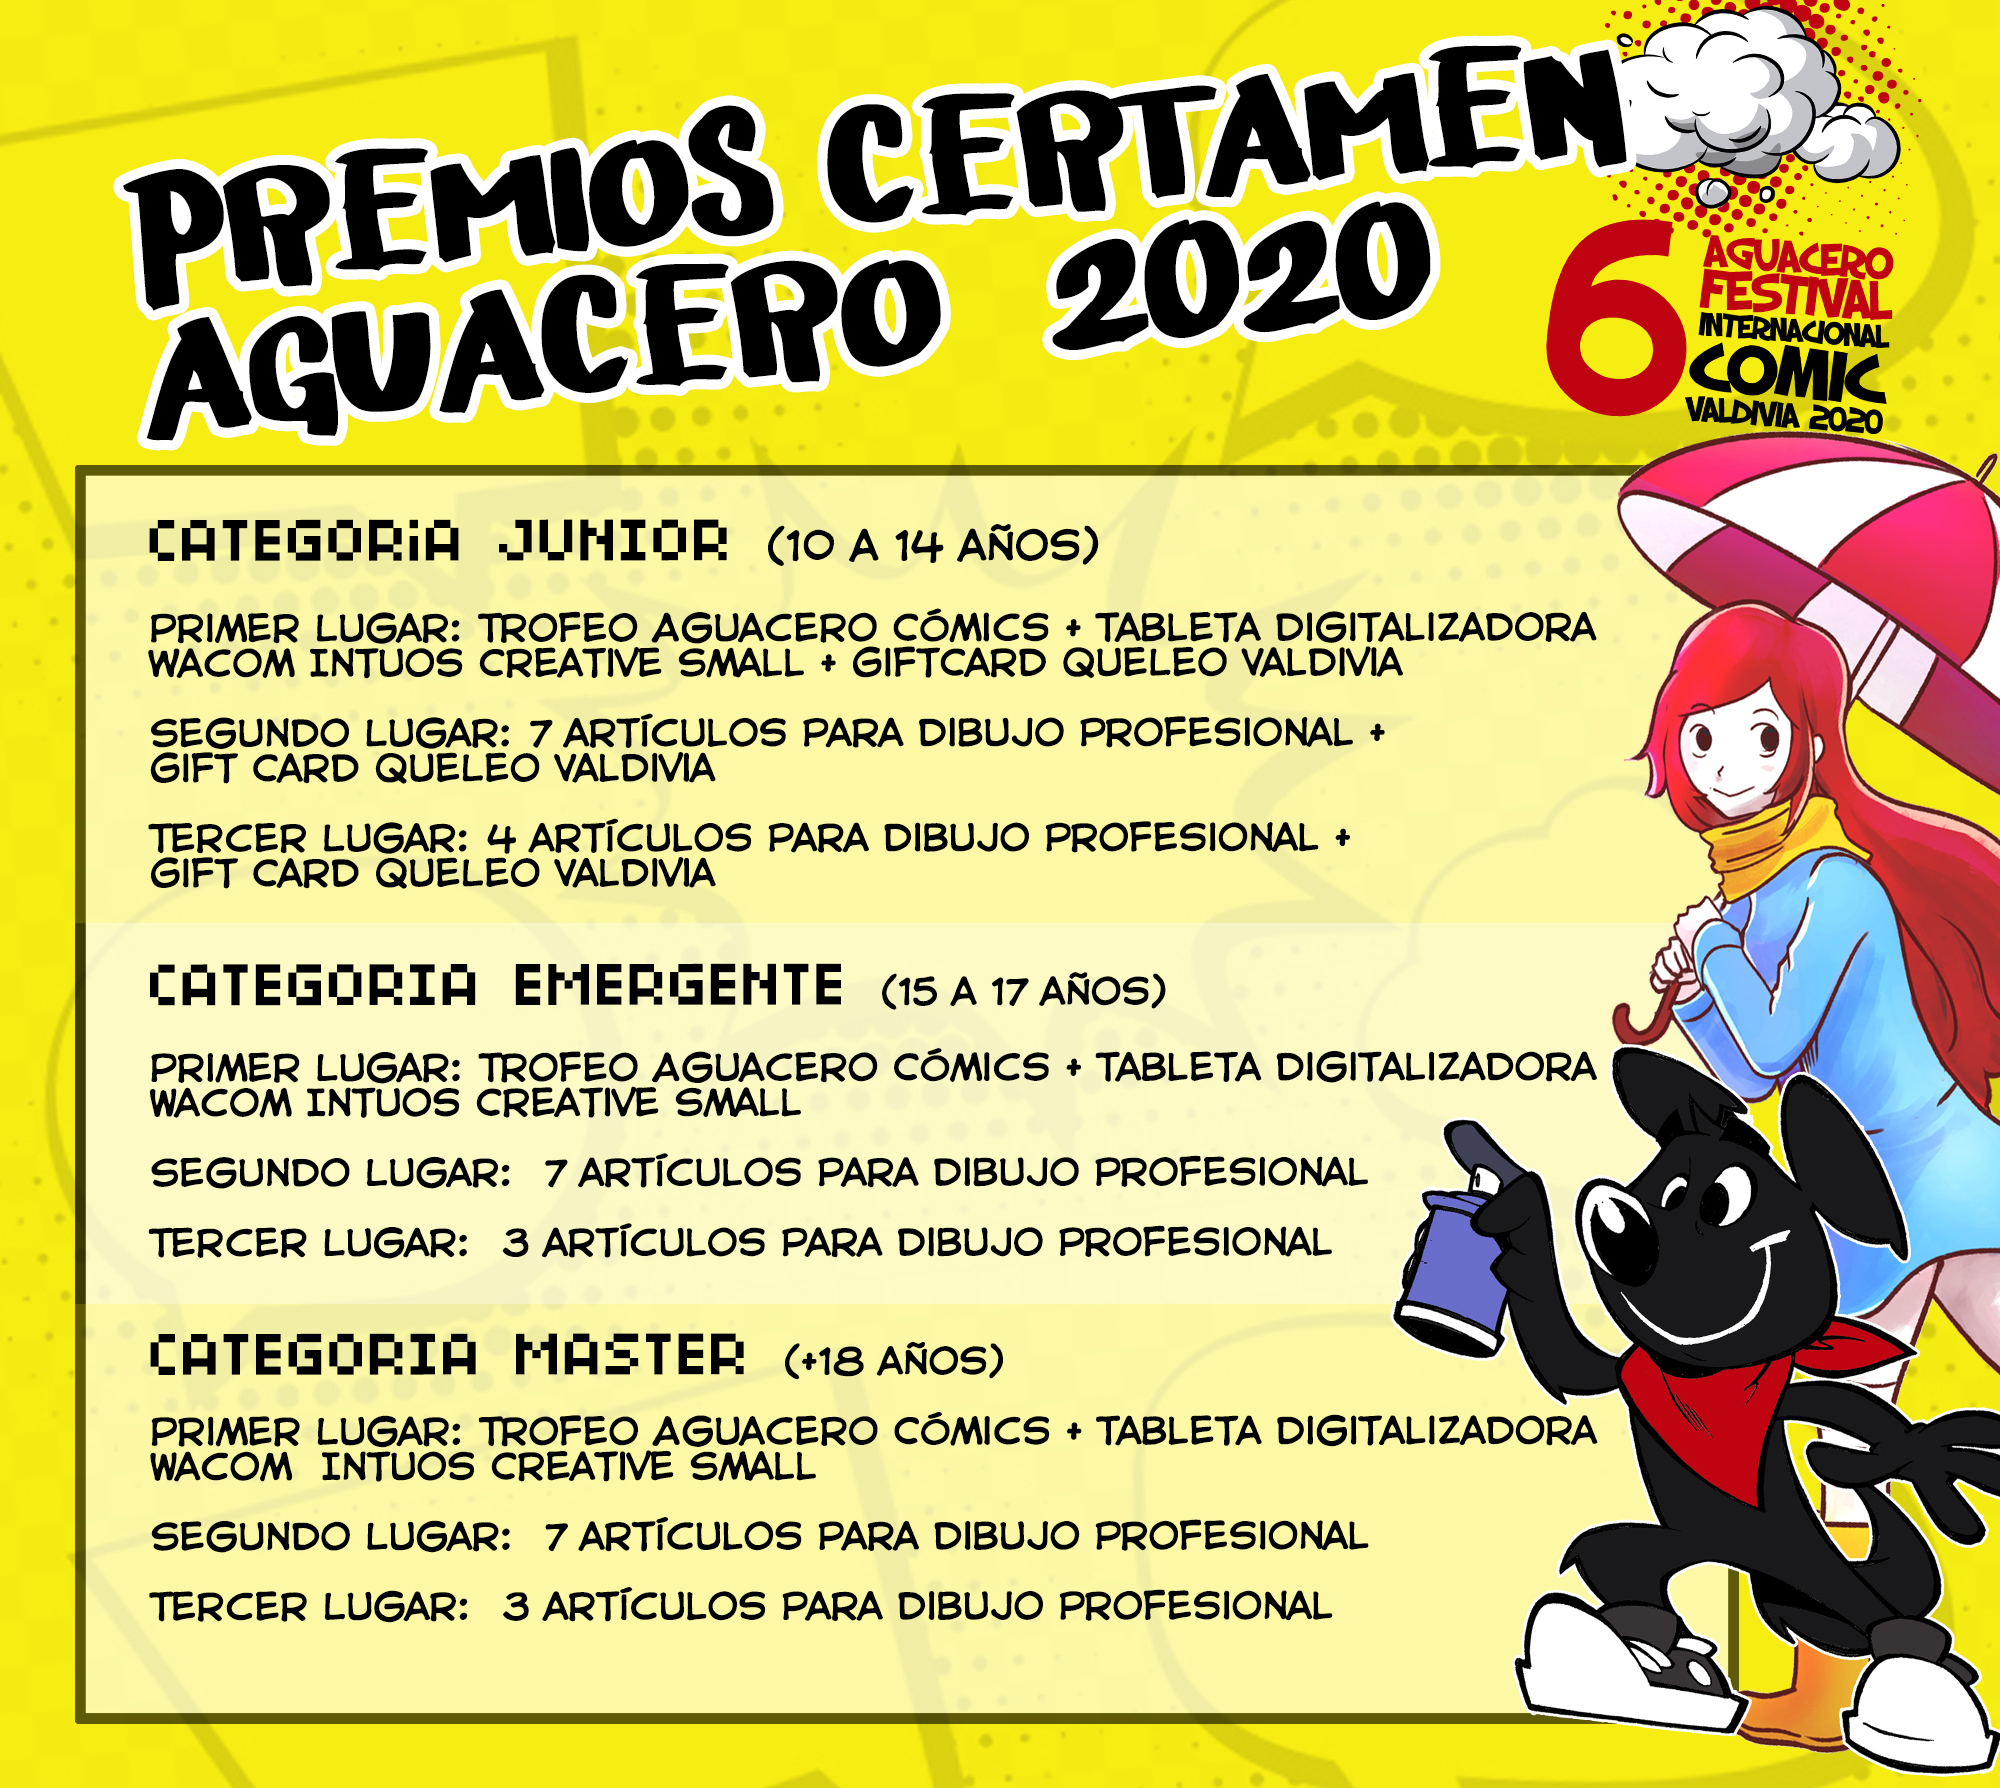 PREMIOS CERTAMEN
AGUACERO 2020
6
AGUACERO
FESTIVAL
INTERNACIONAL
COMIC
VALDIVIA 2020
CATEGORiA JUNIOR (10 A 14 AÑOS)
PRIMER LUGAR: TROFEO AGUACERO CÓMICS + TABLETA DIGITALIZADORA
WACOM INTUOS CREATIVE SMALL + GIFTCARD QUELEO VALDIVIA
SEGUNDO LUGAR: 7 ARTÍCULOS PARA DIBUJO PROFESIONAL +
GIFT CARD QUELEO VALDIVIA
TERCER LUGAR: 4 ARTÍCULOS PARA DIBUJO PROFESIONAL +
GIFT CARD QUELEO VALDIVIA
CATEGORIA EMERGENTE (15 A 17 AÑOS)
PRIMER LUGAR: TROFEO AGUACERO CÓMICS + TABLETA DIGITALIZADORA
WACOM INTUOS CREATIVE SMALL
SEGUNDO LUGAR: 7 ARTÍCULOS PARA DIBUJO PROFESIONAL
TERCER LUGAR: 3 ARTÍCULOS PARA DIBUJO PROFESIONAL
CATEGORIA MASTER (+18 AÑOS)
PRIMER LUGAR: TROFEO AGUACERO CÓMICS + TABLETA DIGITALIZADORA
WACOM INTUOS CREATIVE SMALL
SEGUNDO LUGAR: 7 ARTÍCULOS PARA DIBUJO PROFESIONAL
TERCER LUGAR: 3 ARTÍCULOS PARA DIBUJO PROFESIONAL